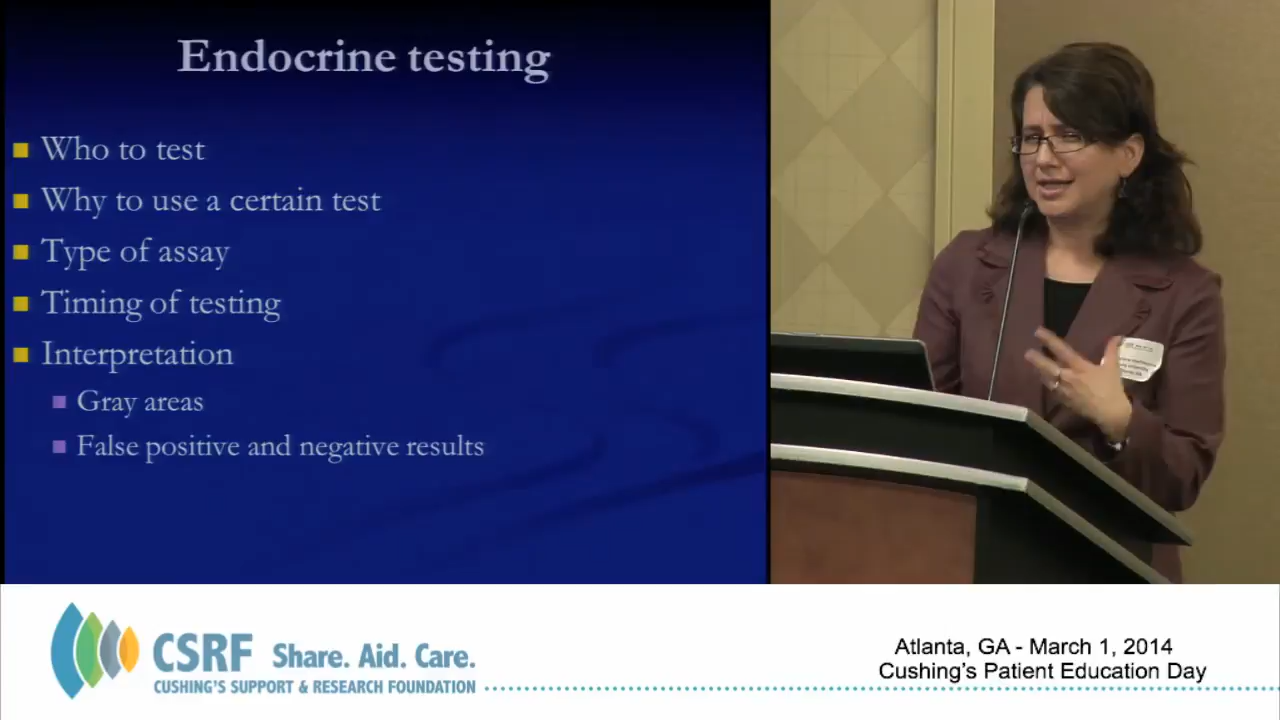 Endocrine testing
Who to test
Why to use a certain test
Type of assay
Timing of testing
Interpretation
Gray areas
False positive and negative results
CSRF Share. Aid. Care.
CUSHING'S SUPPORT & RESEARCH FOUNDATION
Atlanta, GA - March 1, 2014
Cushing's Patient Education Day